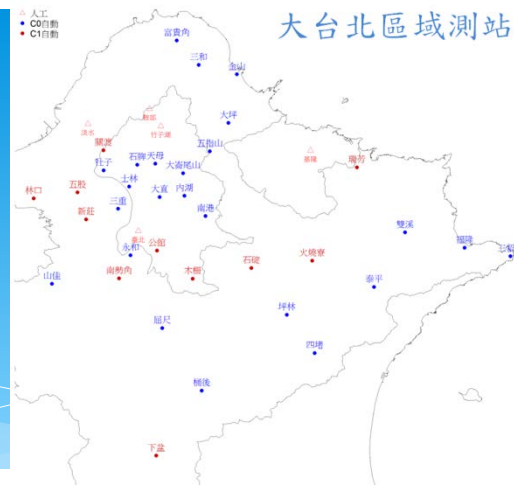 大台北區域測站
人工
C0自動
C1自動
富貴角
三和
金山
大坪
鞍部
竹子湖
淡水
關渡
五指山
基隆
瑞芳
社子
石牌
天母
大崙尾山
士林
大直
內湖
林口
五股
三重
南港
新莊
臺北
雙溪
福隆
永和
公館
山佳
南勢角
木柵
石碇
火燒寮
泰平
屈尺
坪林
四堵
桶後
下盆